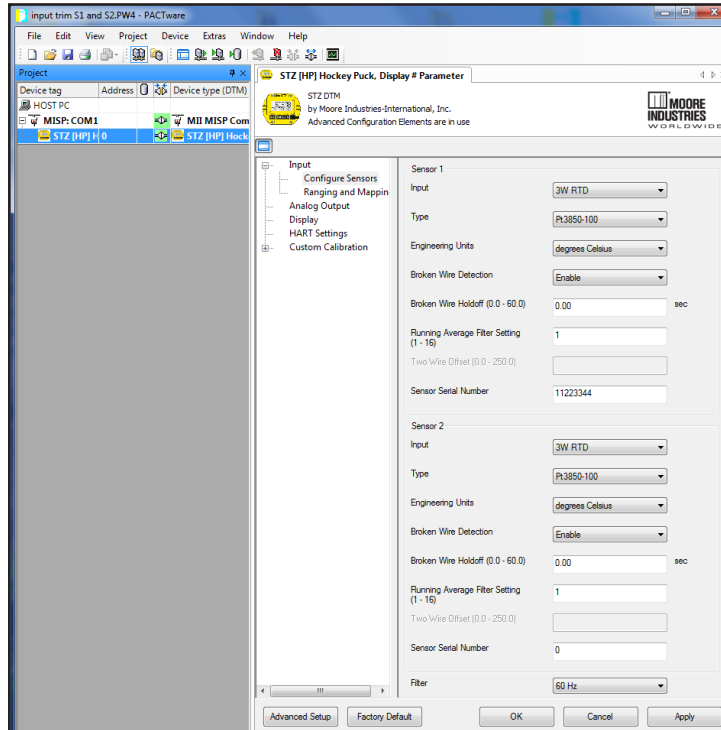 input trim S1 and S2.PW4 - PACTware
File Edit View Project Device Extras Window Help
Project
Device tag Address Device type (DTM)
HOST PC
MISP: COM1 MII MISP Com
STZ [HP] H 0 STZ [HP] Hock
STZ [HP] Hockey Puck, Display # Parameter
STZ DTM
by Moore Industries-International, Inc.
Advanced Configuration Elements are in use
MOORE
INDUSTRIES
WORLDWIDE
Input
Configure Sensors
Ranging and Mappin
Analog Output
Display
HART Settings
Custom Calibration
Sensor 1
Input 3W RTD
Type Pt3850-100
Engineering Units degrees Celsius
Broken Wire Detection Enable
Broken Wire Holdoff (0.0 - 60.0) 0.00 sec
Running Average Filter Setting 1
(1 - 16)
Two Wire Offset (0.0 - 250.0)
Sensor Serial Number 11223344
Sensor 2
Input 3W RTD
Type Pt3850-100
Engineering Units degrees Celsius
Broken Wire Detection Enable
Broken Wire Holdoff (0.0 - 60.0) 0.00 sec
Running Average Filter Setting 1
(1 - 16)
Two Wire Offset (0.0 - 250.0)
Sensor Serial Number 0
Filter 60 Hz
Advanced Setup Factory Default OK Cancel Apply